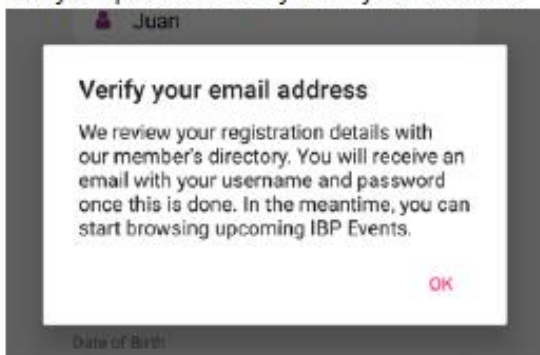 Juan
Verify your email address
We review your registration details with
our member's directory. You will receive an
email with your username and password
once this is done. In the meantime, you can
start browsing upcoming IBP Events.
OK
Date of Birth